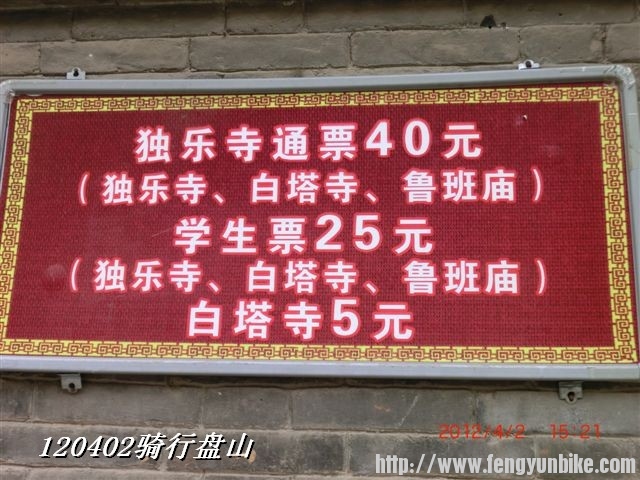 独乐寺通票40元
（独乐寺、白塔寺、鲁班庙）
学生票25元
（独乐寺、白塔寺、鲁班庙）
白塔寺5元
120402骑行盘山
2012/4/2 15:21
http://www.fengyunbike.com